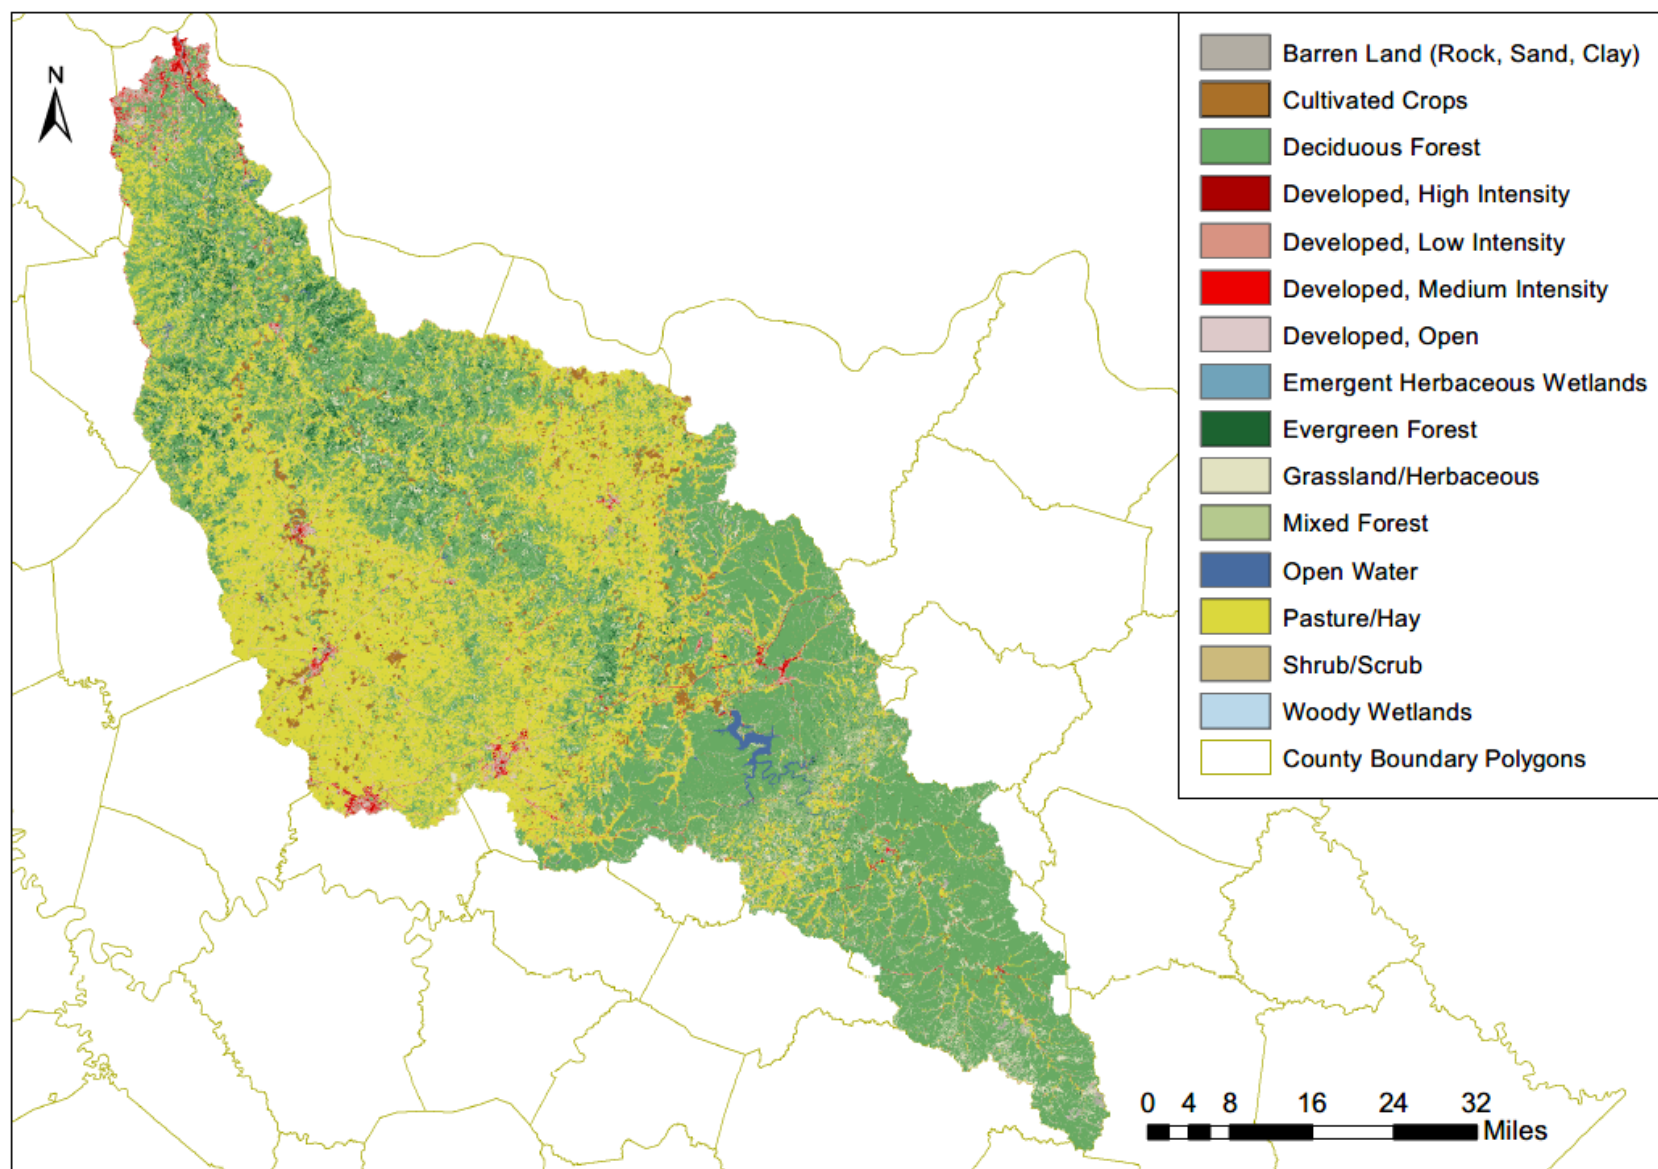 N
Barren Land (Rock, Sand, Clay)
Cultivated Crops
Deciduous Forest
Developed, High Intensity
Developed, Low Intensity
Developed, Medium Intensity
Developed, Open
Emergent Herbaceous Wetlands
Evergreen Forest
Grassland/Herbaceous
Mixed Forest
Open Water
Pasture/Hay
Shrub/Scrub
Woody Wetlands
County Boundary Polygons
0 4 8 16 24 32
Miles